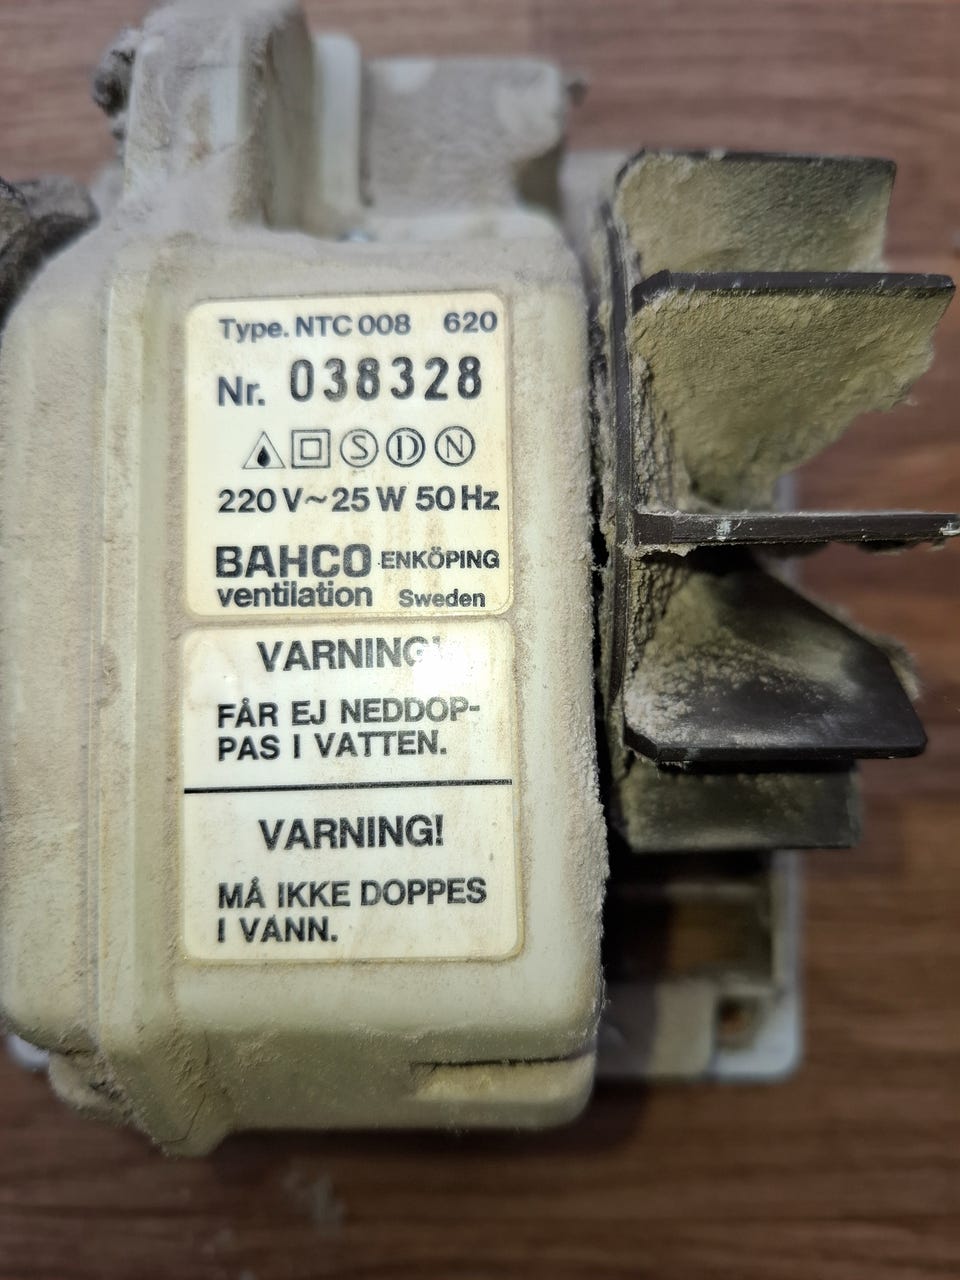 Type. NTC 008 620
Nr. 038328
S D N
220 V~25 W 50 Hz
BAHCO ENKÖPING
ventilation Sweden
VARNING!
FÅR EJ NEDDOP-
PAS I VATTEN.
VARNING!
MÅ IKKE DOPPES
I VANN.